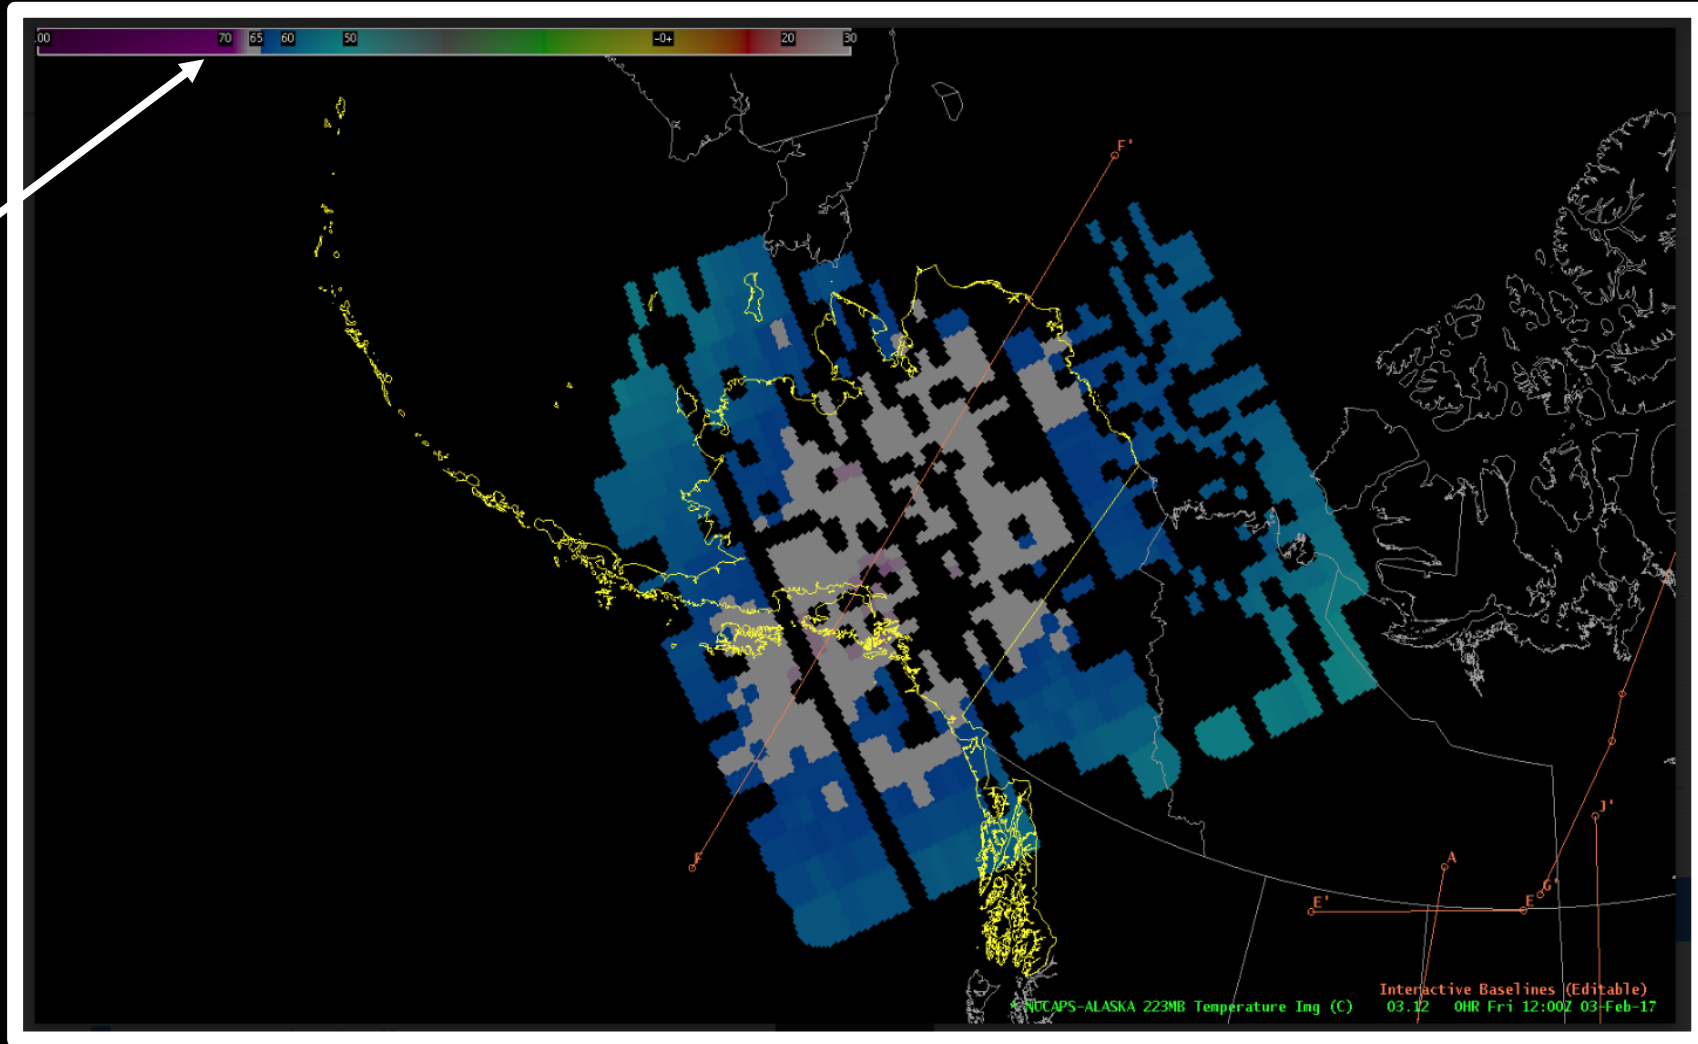 .00 70 65 60 50 -0+ 20 30
F'
J'
A
F
G'
E' E
Interactive Baselines (Editable)
NUCAPS-ALASKA 223MB Temperature Img (C) 03.12 0HR Fri 12:00Z 03-Feb-17